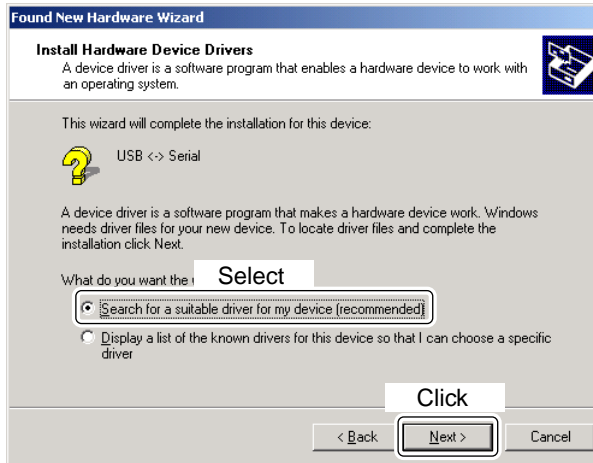 Found New Hardware Wizard
Install Hardware Device Drivers
A device driver is a software program that enables a hardware device to work with
an operating system.
This wizard will complete the installation for this device:
USB <-> Serial
A device driver is a software program that makes a hardware device work. Windows
needs driver files for your new device. To locate driver files and complete the
installation click Next.
What do you want the
Select
Search for a suitable driver for my device (recommended)
Display a list of the known drivers for this device so that I can choose a specific
driver
Click
< Back
Next >
Cancel